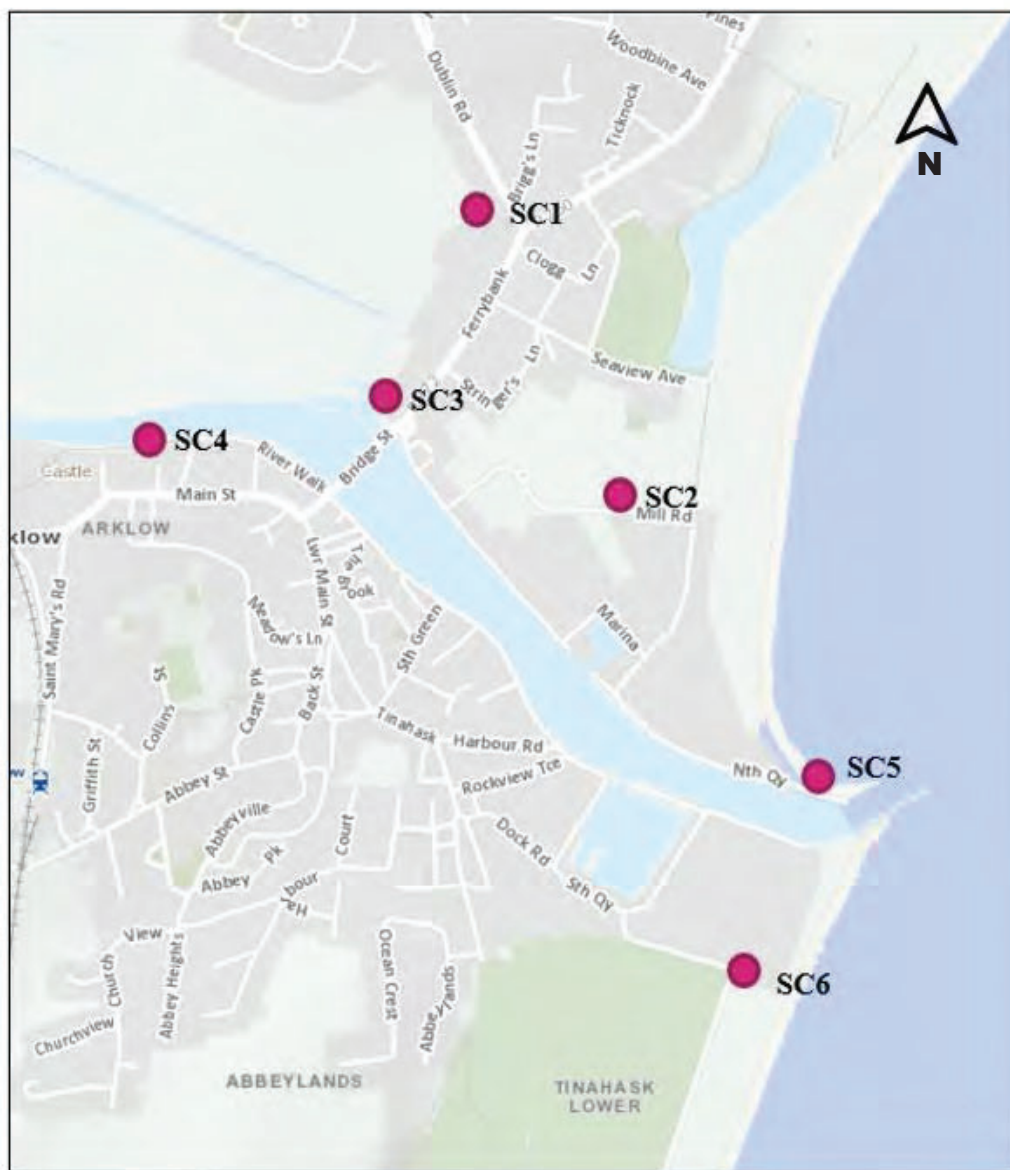 Pines
Woodbine Ave
Dublin Rd
Ticknock
Brigg's Ln
N
SC1
Clogg
Ln
Ferrybank
Seaview Ave
Strin
ger's Ln
SC3
SC4
River Walk
Bridge St
Castle
Main St
SC2
Mill Rd
ARKLOW
klow
The Brook
Lwr Main St
Saint Mary's Rd
Meadow's Ln
Sth Green
Marina
Collins St
Castle Pk
Back St
Tinahask
Harbour Rd
Nth Qy
SC5
Griffith St
Abbey St
Rockview Tce
Abbeyville
Dock Rd
Court
Abbey Pk
Sth Qy
Ha
bour
View
Church
Abbey Heights
Ocean Crest
Abbeylands
SC6
Churchview
ABBEYLANDS
TINAHASK
LOWER